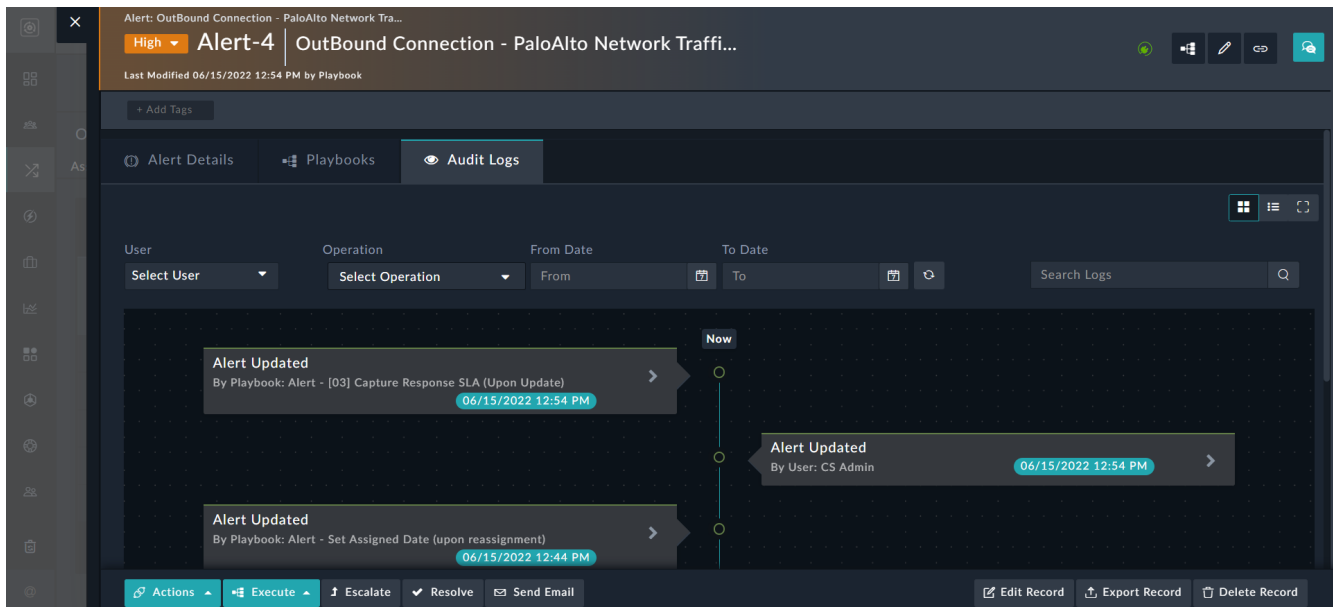 Alert: OutBound Connection - PaloAlto Network Tra...
High Alert-4 OutBound Connection - PaloAlto Network Traffi...
Last Modified 06/15/2022 12:54 PM by Playbook
+ Add Tags
O
As
Alert Details Playbooks Audit Logs
User Operation From Date To Date
Select User Select Operation From 7 To 7 Search Logs
Now
Alert Updated
By Playbook: Alert - [03] Capture Response SLA (Upon Update)
06/15/2022 12:54 PM
Alert Updated
By User: CS Admin 06/15/2022 12:54 PM
Alert Updated
By Playbook: Alert - Set Assigned Date (upon reassignment)
06/15/2022 12:44 PM
Actions Execute Escalate Resolve Send Email Edit Record Export Record Delete Record